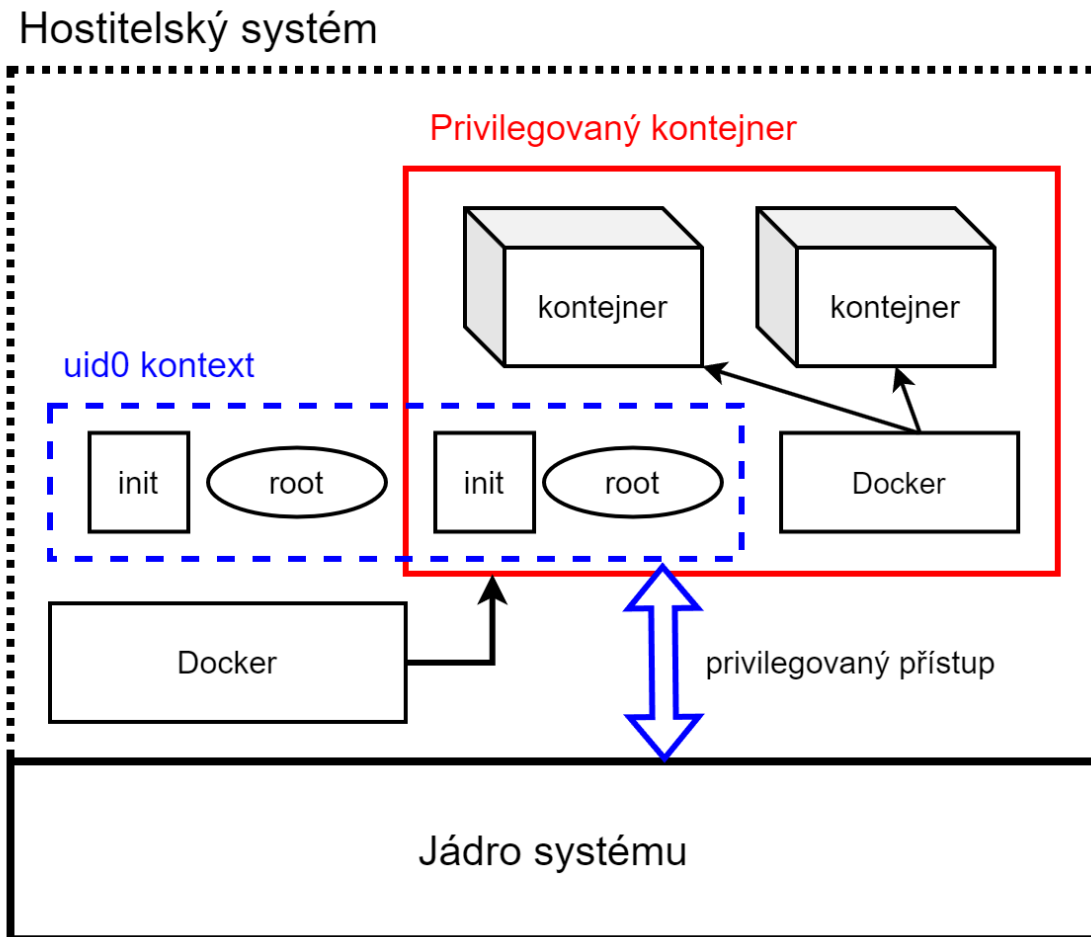 Hostitelský systém
Privilegovaný kontejner
kontejner
kontejner
uid0 kontext
init
root
init
root
Docker
Docker
privilegovaný přístup
Jádro systému